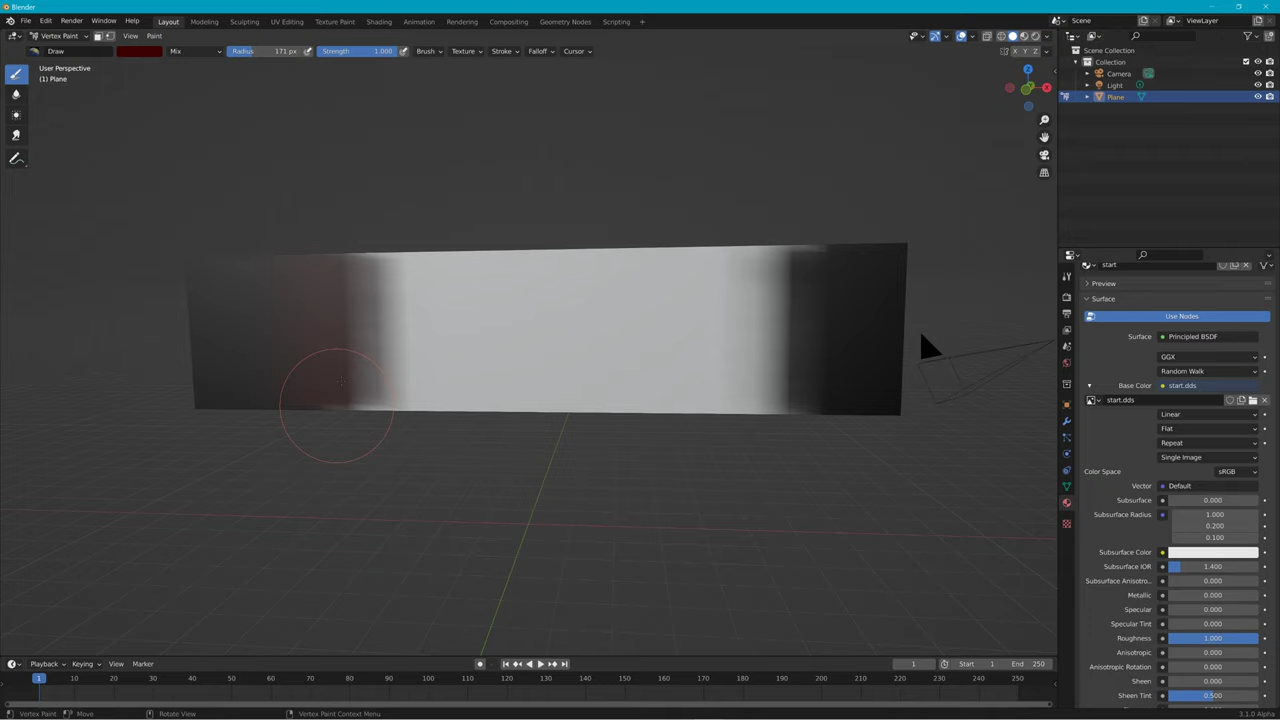 Blender
File Edit Render Window Help Layout Modeling Sculpting UV Editing Texture Paint Shading Animation Rendering Compositing Geometry Nodes Scripting + Scene ViewLayer
Vertex Paint View Paint
Draw Mix Radius 171 px Strength 1.000 Brush Texture Stroke Falloff Cursor X Y Z
User Perspective
(1) Plane
Z
Y
X
Scene Collection
Collection
Camera
Light
Plane
start
Preview
Surface
Use Nodes
Surface Principled BSDF
GGX
Random Walk
Base Color start.dds
start.dds
Linear
Flat
Repeat
Single Image
Color Space sRGB
Vector Default
Subsurface 0.000
Subsurface Radius 1.000
0.200
0.100
Subsurface Color
Subsurface IOR 1.400
Subsurface Anisotro... 0.000
Metallic 0.000
Specular 0.000
Specular Tint 0.000
Roughness 1.000
Anisotropic 0.000
Anisotropic Rotation 0.000
Sheen 0.000
Sheen Tint 0.500
Playback Keying View Marker 1 Start 1 End 250
1 10 20 30 40 50 60 70 80 90 100 110 120 130 140 150 160 170 180 190 200 210 220 230 240 250
Vertex Paint Move Rotate View Vertex Paint Context Menu 3.1.0 Alpha